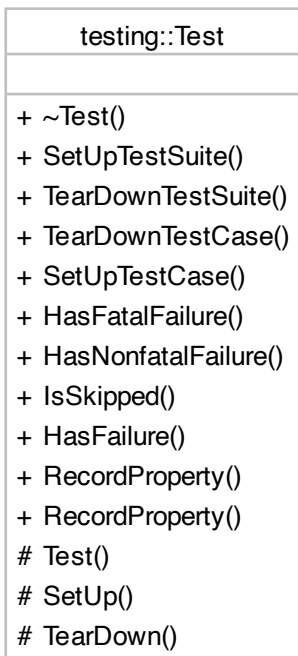 testing::Test
+ ~Test()
+ SetUpTestSuite()
+ TearDownTestSuite()
+ TearDownTestCase()
+ SetUpTestCase()
+ HasFatalFailure()
+ HasNonfatalFailure()
+ IsSkipped()
+ HasFailure()
+ RecordProperty()
+ RecordProperty()
# Test()
# SetUp()
# TearDown()